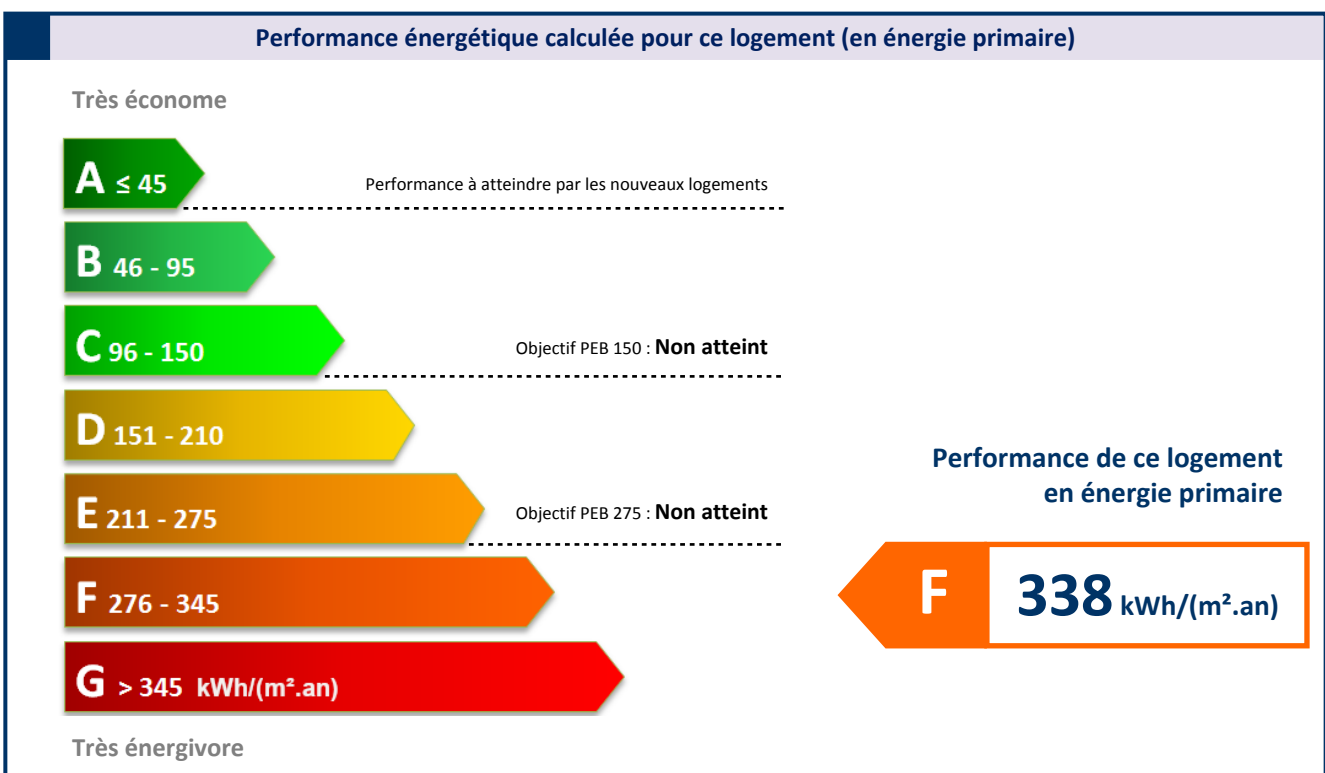 Performance énergétique calculée pour ce logement (en énergie primaire)
Très économe
A ≤ 45
Performance à atteindre par les nouveaux logements
B 46 - 95
C 96 - 150
Objectif PEB 150 : Non atteint
D 151 - 210
Performance de ce logement
en énergie primaire
E 211 - 275
Objectif PEB 275 : Non atteint
F 276 - 345
F 338 kWh/(m².an)
G > 345 kWh/(m².an)
Très énergivore